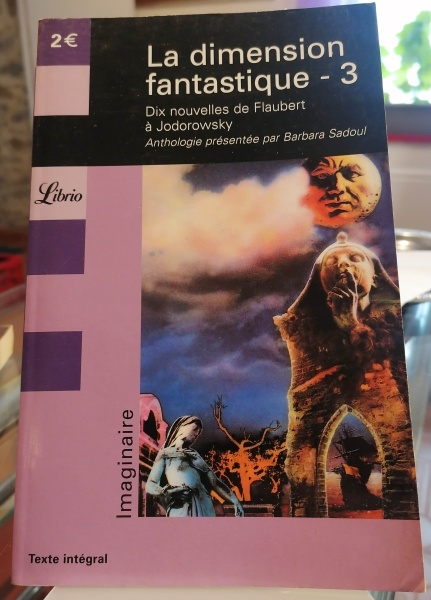 2€
La dimension
fantastique - 3
Dix nouvelles de Flaubert
à Jodorowsky
Anthologie présentée par Barbara Sadoul
Librio
Imaginaire
Texte intégral